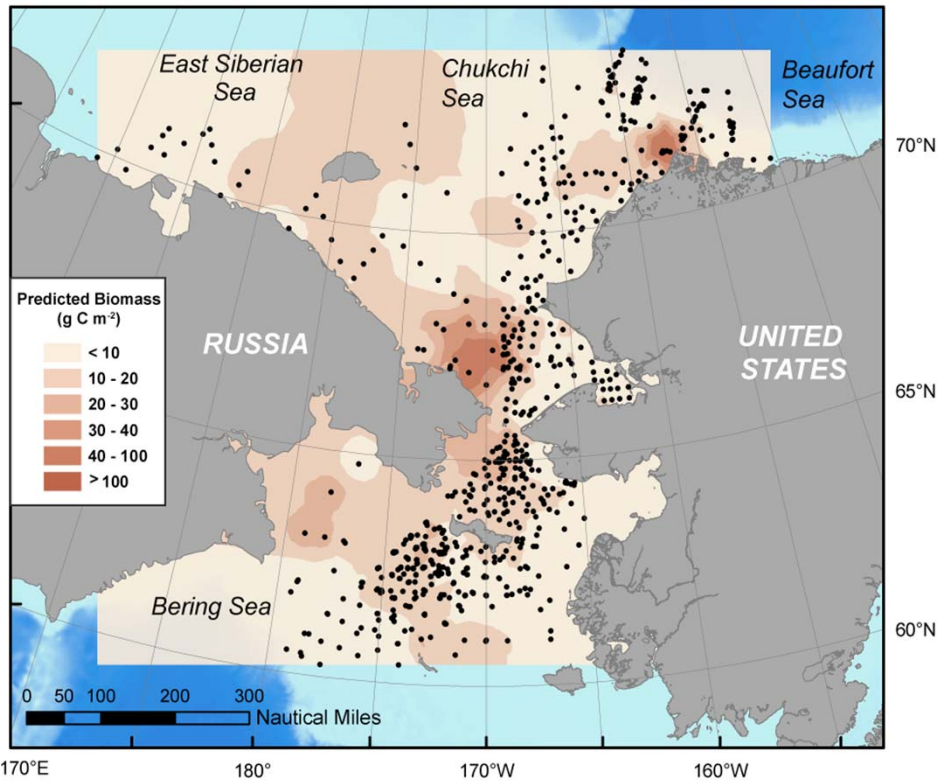 East Siberian
Sea
Chukchi
Sea
Beaufort
Sea
70°N
Predicted Biomass
(g C m-2)
< 10
10 - 20
20 - 30
30 - 40
40 - 100
> 100
RUSSIA
UNITED
STATES
65°N
Bering Sea
60°N
0 50 100 200 300
Nautical Miles
170°E 180° 170°W 160°W